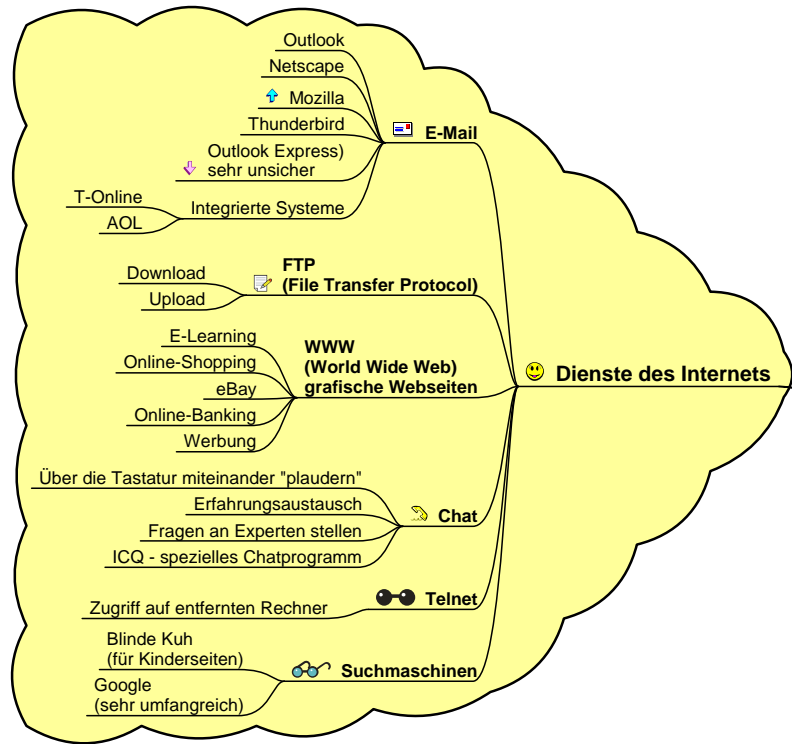 Outlook
Netscape
Mozilla
Thunderbird
Outlook Express)
sehr unsicher
T-Online
AOL
Integrierte Systeme
E-Mail
Download
Upload
FTP
(File Transfer Protocol)
E-Learning
Online-Shopping
eBay
Online-Banking
Werbung
WWW
(World Wide Web)
grafische Webseiten
Dienste des Internets
Über die Tastatur miteinander "plaudern"
Erfahrungsaustausch
Fragen an Experten stellen
ICQ - spezielles Chatprogramm
Chat
Zugriff auf entfernten Rechner
Telnet
Blinde Kuh
(für Kinderseiten)
Google
(sehr umfangreich)
Suchmaschinen